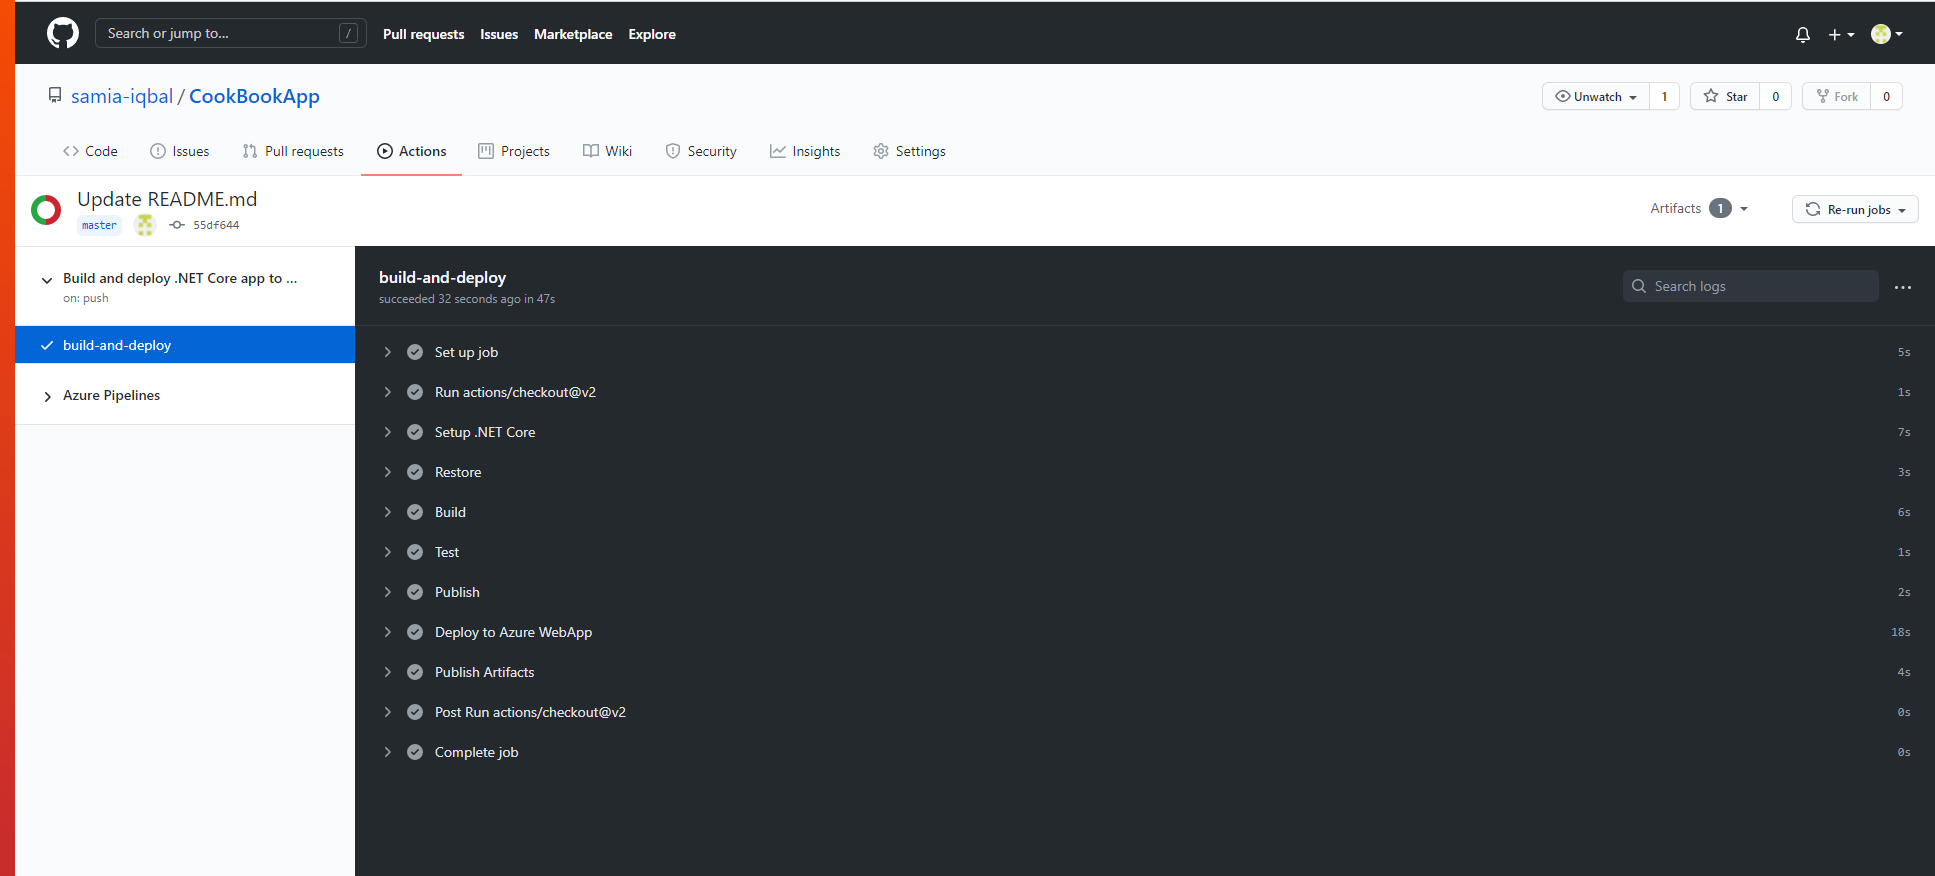 Search or jump to... /
Pull requests Issues Marketplace Explore
samia-iqbal / CookBookApp
Unwatch 1 Star 0 Fork 0
Code Issues Pull requests Actions Projects Wiki Security Insights Settings
Update README.md
master 55df644
Artifacts 1
Re-run jobs
Build and deploy .NET Core app to ...
on: push
build-and-deploy
Azure Pipelines
build-and-deploy
succeeded 32 seconds ago in 47s
Search logs
Set up job 5s
Run actions/checkout@v2 1s
Setup .NET Core 7s
Restore 3s
Build 6s
Test 1s
Publish 2s
Deploy to Azure WebApp 18s
Publish Artifacts 4s
Post Run actions/checkout@v2 0s
Complete job 0s